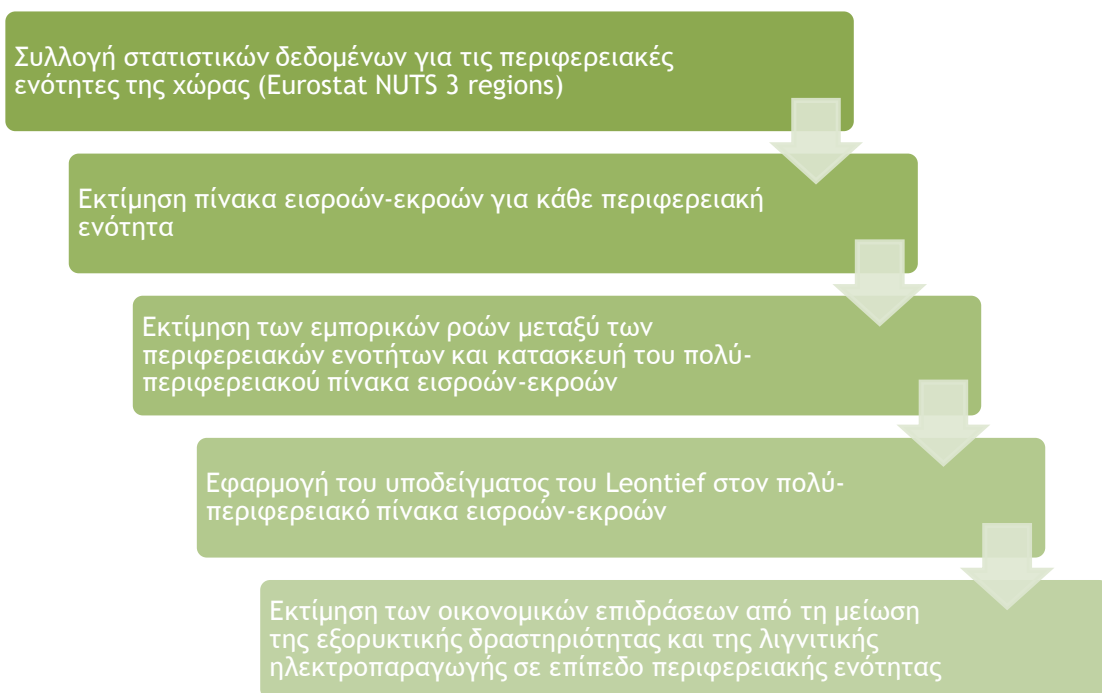 Συλλογή στατιστικών δεδομένων για τις περιφερειακές
ενότητες της χώρας (Eurostat NUTS 3 regions)
Εκτίμηση πίνακα εισροών-εκροών για κάθε περιφερειακή
ενότητα
Εκτίμηση των εμπορικών ροών μεταξύ των
περιφερειακών ενοτήτων και κατασκευή του πολύ-
περιφερειακού πίνακα εισροών-εκροών
Εφαρμογή του υποδείγματος του Leontief στον πολύ-
περιφερειακό πίνακα εισροών-εκροών
Εκτίμηση των οικονομικών επιδράσεων από τη μείωση
της εξορυκτικής δραστηριότητας και της λιγνιτικής
ηλεκτροπαραγωγής σε επίπεδο περιφερειακής ενότητας